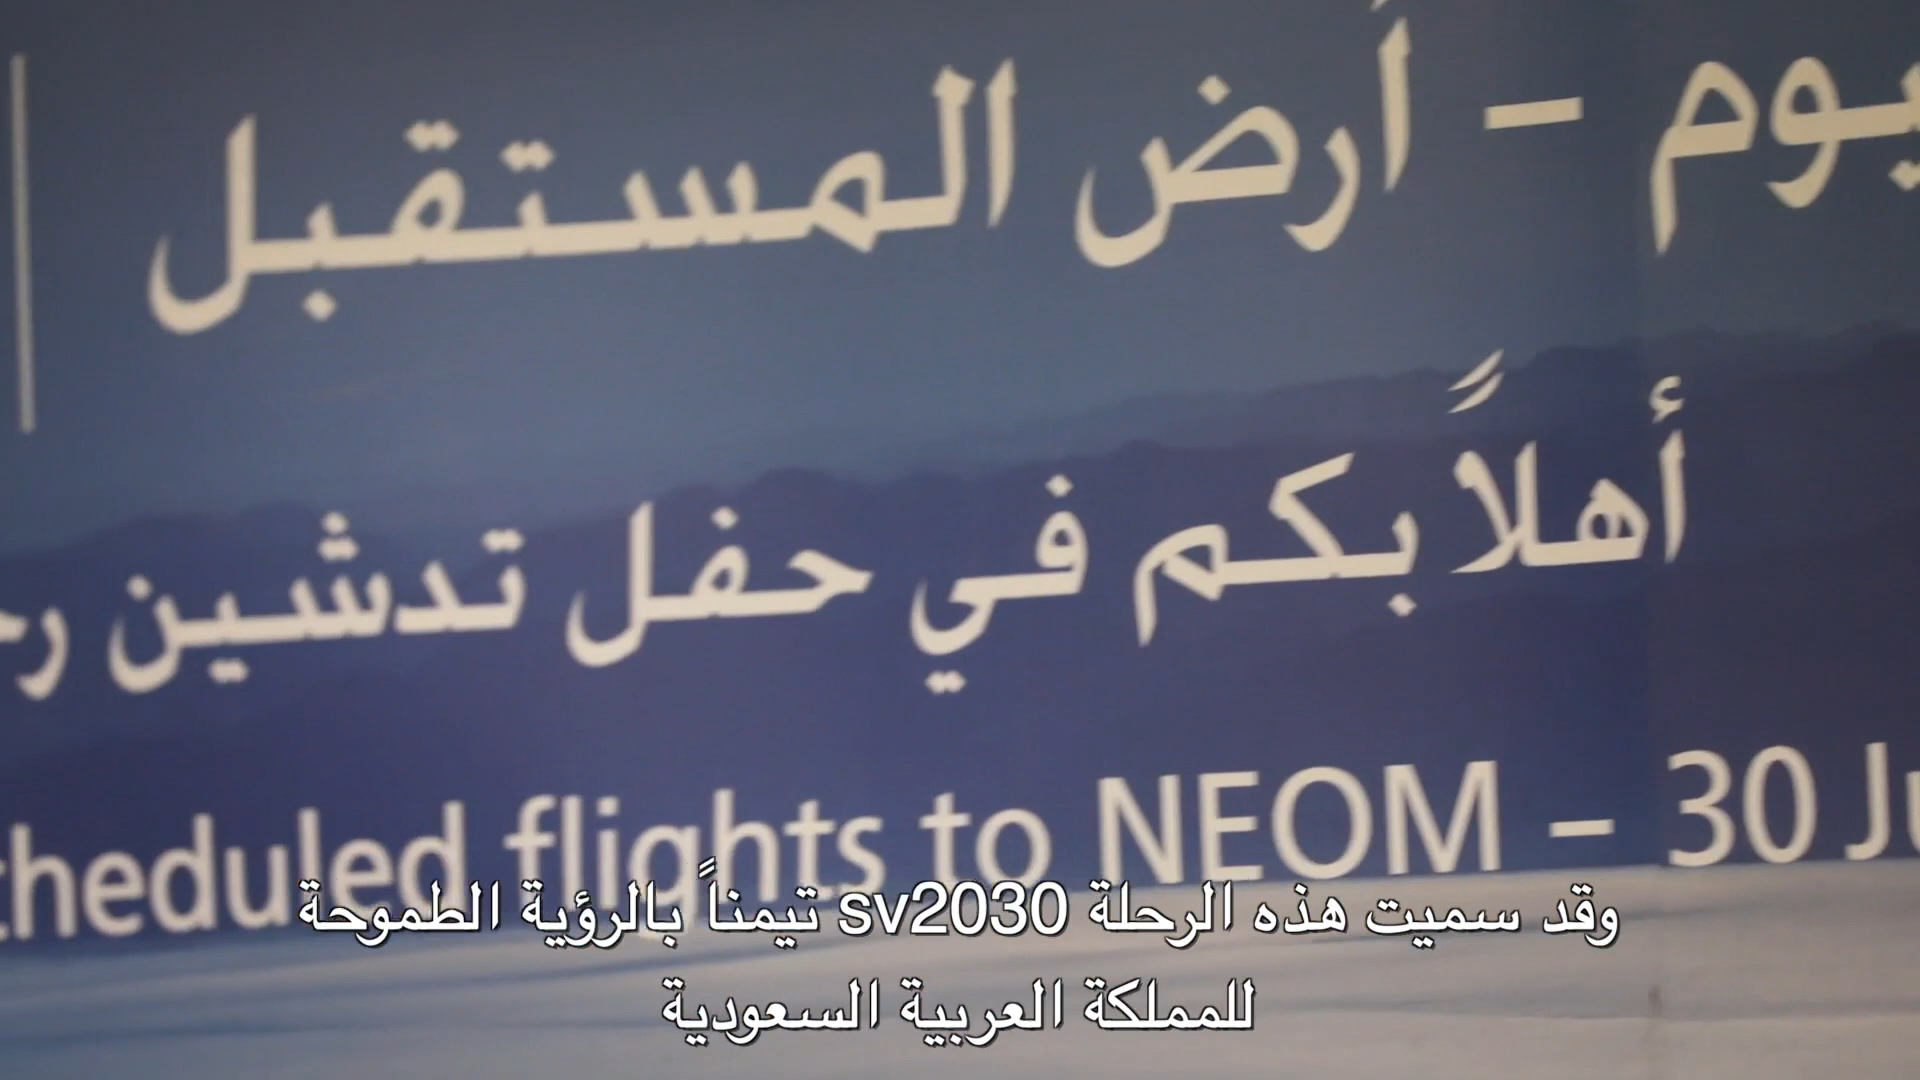 يوم - أرض المستقبل
أهلاً بكم في حفل تدشين
flights to NEOM – 30
وقد سميت هذه الرحلة sv2030 تيمناً بالرؤية الطموحة
للمملكة العربية السعودية